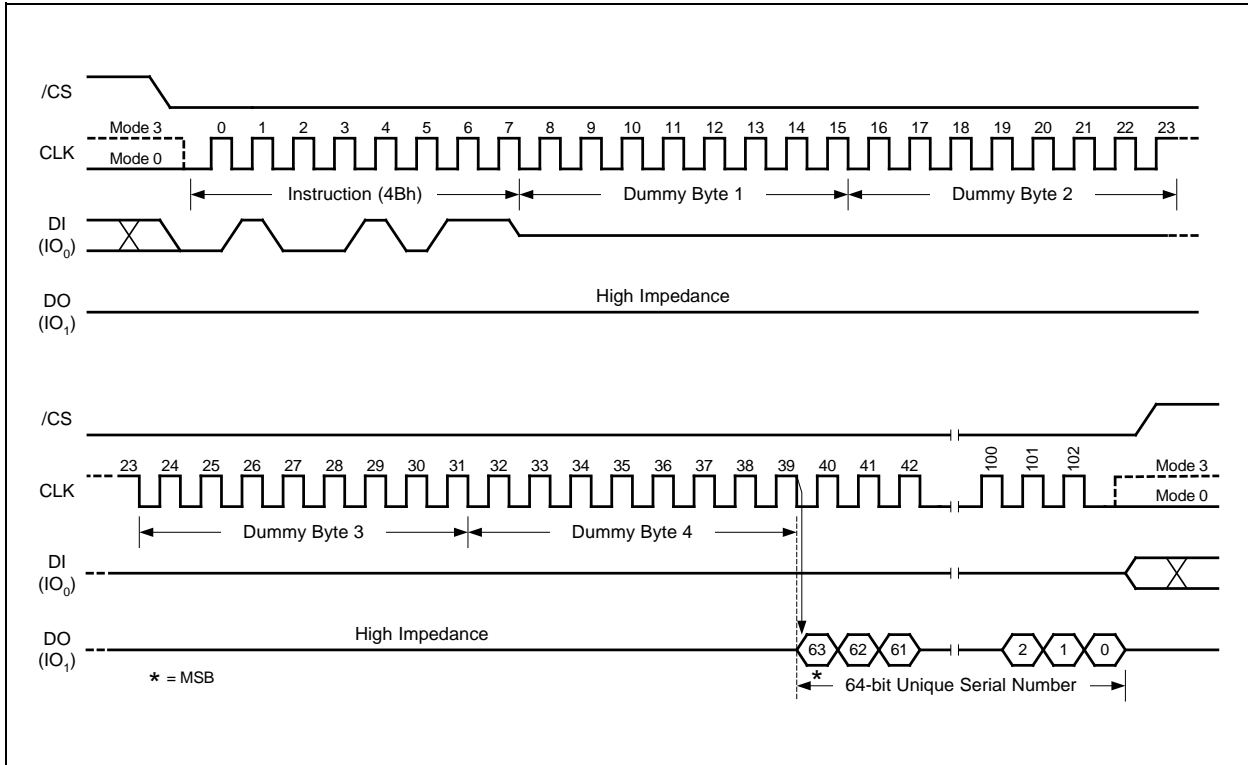 /CS
Mode 3 0 1 2 3 4 5 6 7 8 9 10 11 12 13 14 15 16 17 18 19 20 21 22 23
CLK
Mode 0
Instruction (4Bh) Dummy Byte 1 Dummy Byte 2
DI
(IO0)
High Impedance
DO
(IO1)
/CS
23 24 25 26 27 28 29 30 31 32 33 34 35 36 37 38 39 40 41 42 100 101 102 Mode 3
CLK
Mode 0
Dummy Byte 3 Dummy Byte 4
DI
(IO0)
High Impedance
DO
(IO1)
63 62 61 2 1 0
* = MSB
* 64-bit Unique Serial Number